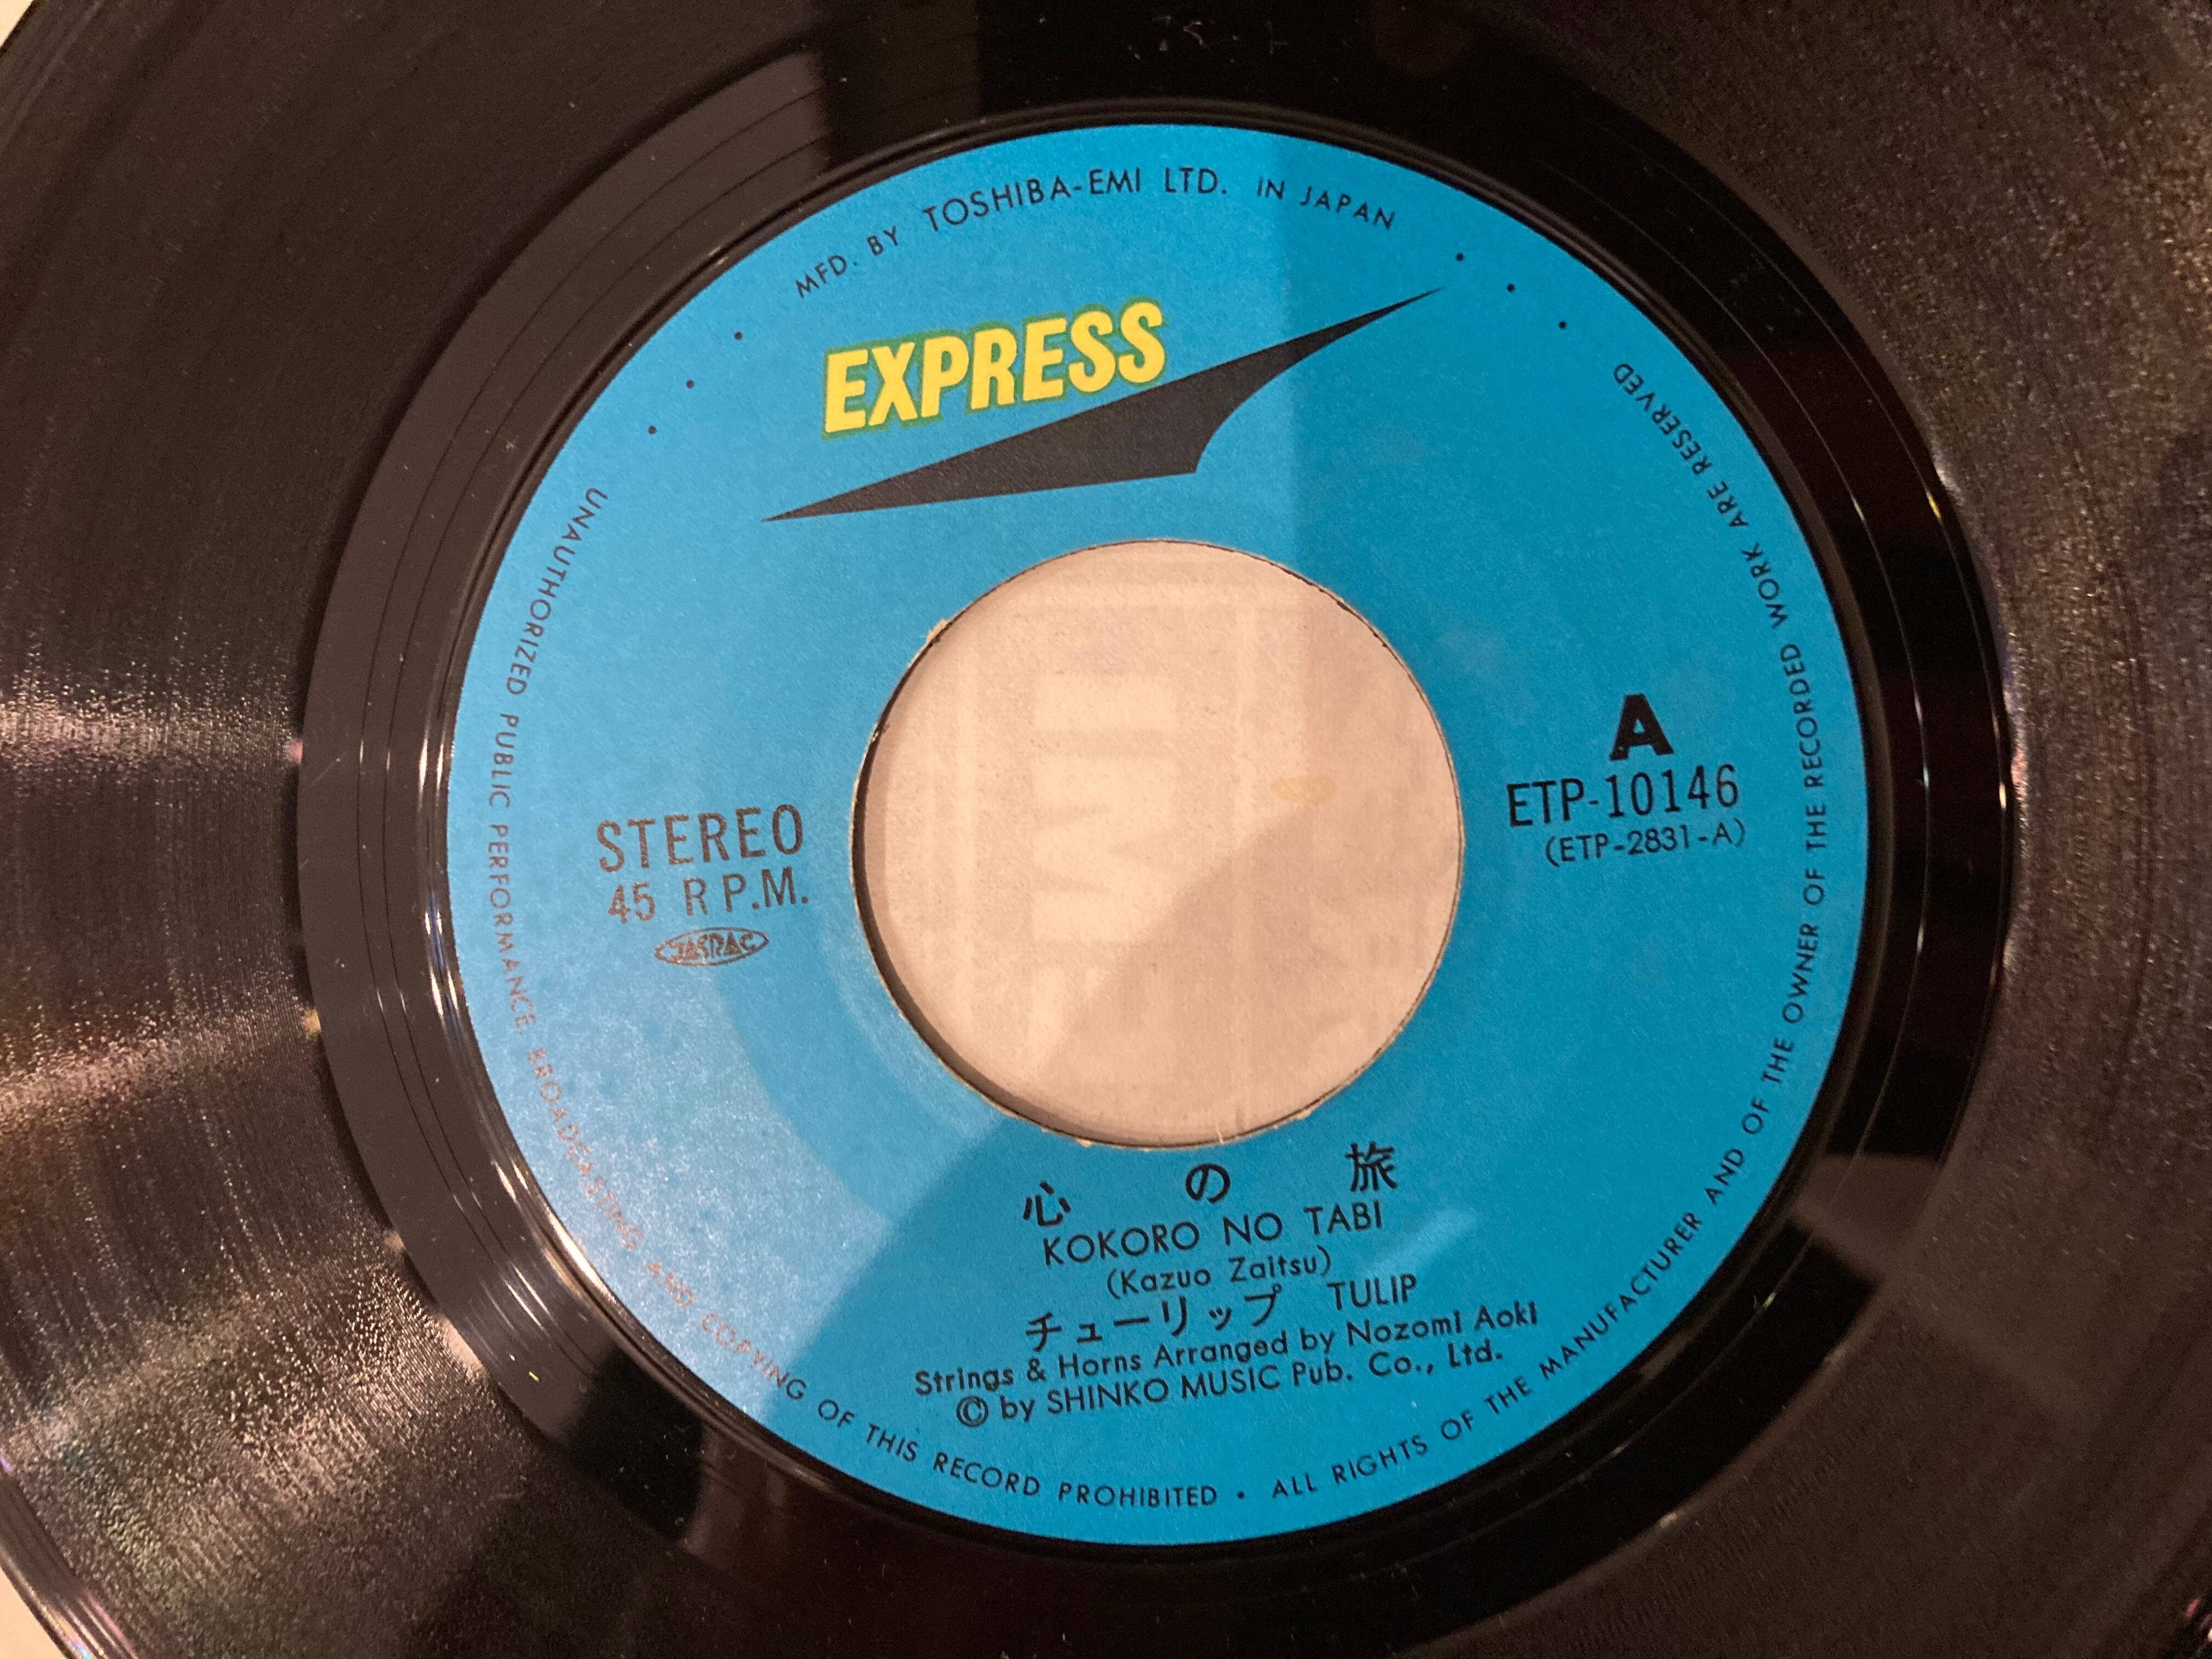 MFD. BY TOSHIBA-EMI LTD. IN JAPAN
EXPRESS
A
ETP-10146
(ETP-2831-A)
STEREO
45 R P.M.
JASRAC
心の旅
KOKORO NO TABI
(Kazuo Zaitsu)
チューリップ TULIP
Strings & Horns Arranged by Nozomi Aoki
© by SHINKO MUSIC Pub. Co., Ltd.
UNAUTHORIZED PUBLIC PERFORMANCE, BROADCASTING AND COPYING OF THIS RECORD PROHIBITED • ALL RIGHTS OF THE MANUFACTURER AND OF THE OWNER OF THE RECORDED WORK ARE RESERVED